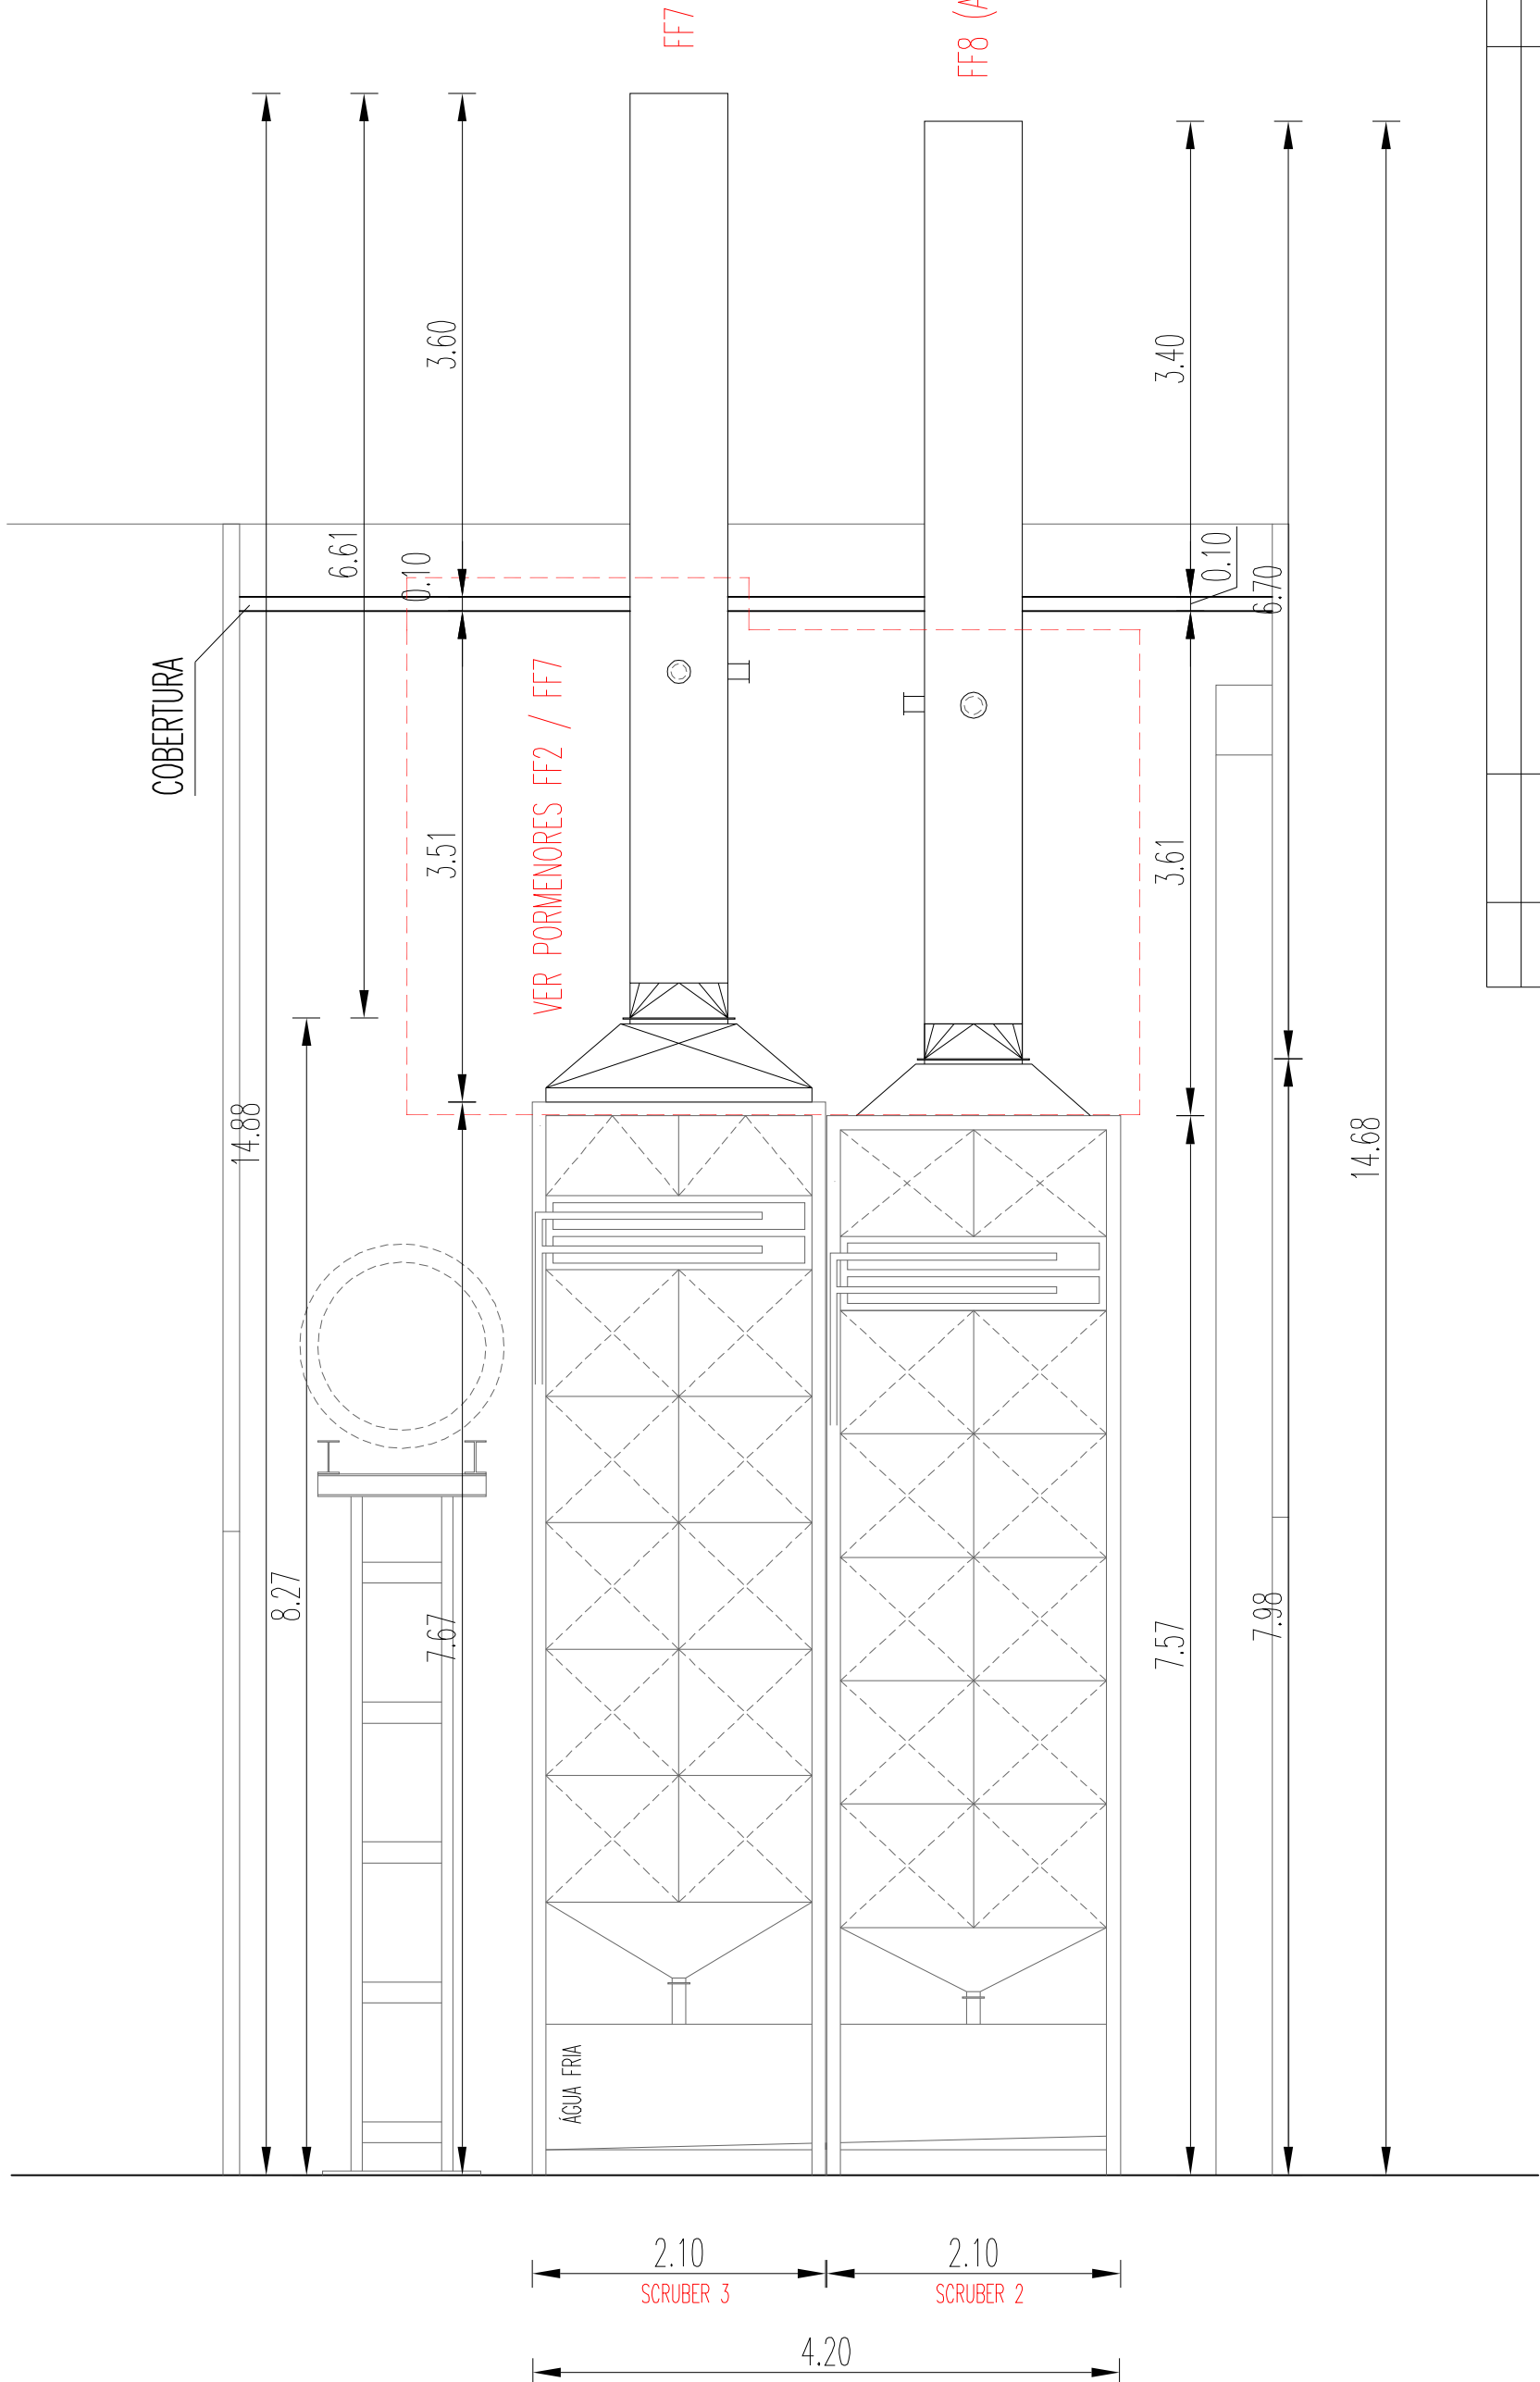 FF7
FF8 (A
3.60
3.40
6.61
0.10
0.10
6.70
COBERTURA
VER PORMENORES FF2 / FF7
3.51
3.61
14.88
14.68
8.27
7.67
7.57
7.98
ÁGUA FRIA
2.10
2.10
SCRUBER 3
SCRUBER 2
4.20